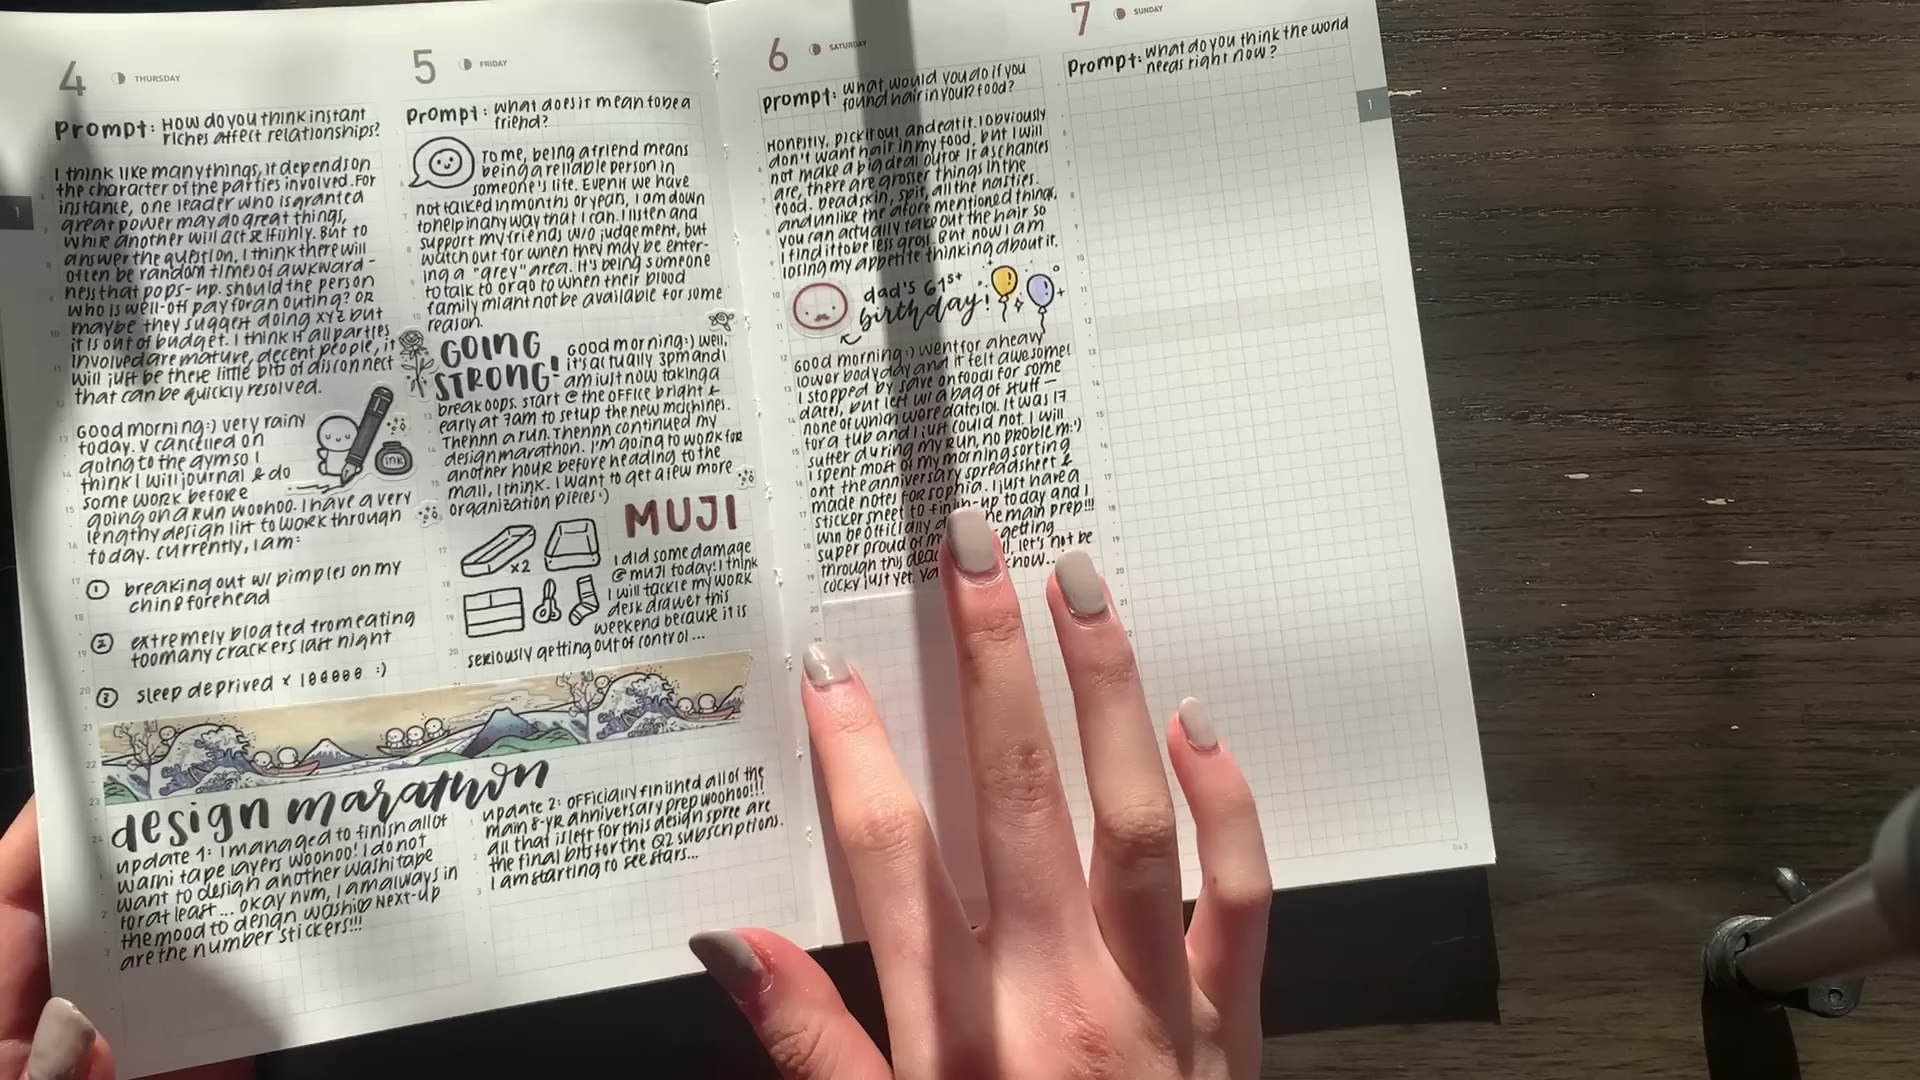 4 THURSDAY
Prompt: How do you think instant
riches affect relationships?
I think like many things, it depends on
the character of the parties involved. For
instance, one leader who is granted
great power may do great things,
while another will act selfishly. But to
answer the question, I think there will
often be random times of awkward-
ness that pops-up. should the person
who is well-off pay for an outing? or
maybe they suggest doing xyz but
it is out of budget. I think if all parties
involved are mature, decent people, it
will just be these little bits of disconnect
that can be quickly resolved.
Good morning:) very rainy
today. V cancelled on
going to the gym so I
think I will journal & do
some work before
going on a run woohoo. I have a very
lengthy design list to work through
today. currently, I am:
ink
1 breaking out w/ pimples on my
chin & forehead
2 extremely bloated from eating
too many crackers last night
3 sleep deprived x 100000 :)
design marathon
update 1: I managed to finish all of
washi tape layers woohoo! I do not
want to design another washi tape
for at least... okay nvm, I am always in
the mood to design washi Next-up
are the number stickers!!!
5 FRIDAY
Prompt: what does it mean to be a
friend?
To me, being a friend means
being a reliable person in
someone's life. Even if we have
not talked in months or year, I am down
to help in any way that I can. I listen and
support my friends w/o judgement, but
watch out for when they may be enter-
ing a "grey" area. It's being someone
to talk to or go to when their blood
family might not be available for some
reason.
GOING
STRONG!
Good morning:) well,
it's actually 3pm and I
am just now taking a
break oops. start @ the office bright &
early at 7am to setup the new machines.
Thennn a run. Thennn continued my
design marathon. I'm going to work for
another hour before heading to the
mall, I think. I want to get a few more
organization pieces:)
MUJI
x2
I did some damage
@ muji today! I think
I will tackle my work
desk drawer this
weekend because it is
seriously getting out of control...
update 2: officially finished all of the
main 8-yr anniversary prep woohoo!!!
all that is left for this design spree are
the final bits for the Q2 subscriptions.
I am starting to see stars...
6 SATURDAY
prompt: what would you do if you
found hair in your food?
Honestly, pick it out, and eat it. I obviously
don't want hair in my food, but I will
not make a big deal out of it as chances
are, there are grosser things in the
food. Dead skin, spit, all the nasties.
and unlike the afore mentioned things,
you can actually take out the hair so
I find it to be less gross. But now I am
losing my appetite thinking about it.
dad's 61st
birthday!
Good morning:) went for a heavy
lower body day and it felt awesome!
I stopped by save on foods for some
dates, but left w/ a bag of stuff —
none of which were dates lol. It was 17
for a tub and I just could not. I will
suffer during my run, no problem:')
I spent most of my morning sorting
out the anniversary spreadsheet &
made notes for sophia. I just have a
sticker sheet to finish-up today and I
will be officially he main prep!!!
super proud of getting
through this let's not be
cocky just yet. know..
7 SUNDAY
Prompt: what do you think the world
needs right now?
1
1
043